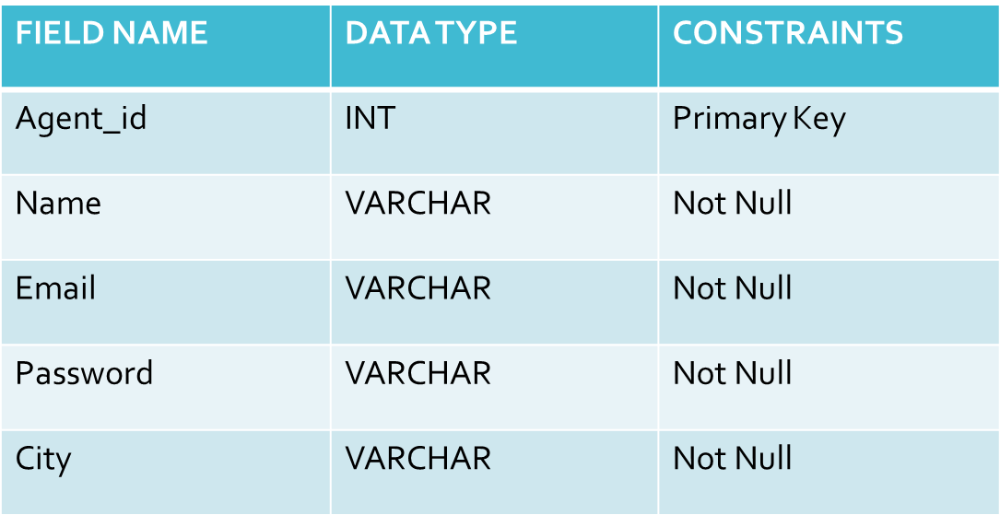 FIELD NAME DATA TYPE CONSTRAINTS
Agent_id INT Primary Key
Name VARCHAR Not Null
Email VARCHAR Not Null
Password VARCHAR Not Null
City VARCHAR Not Null